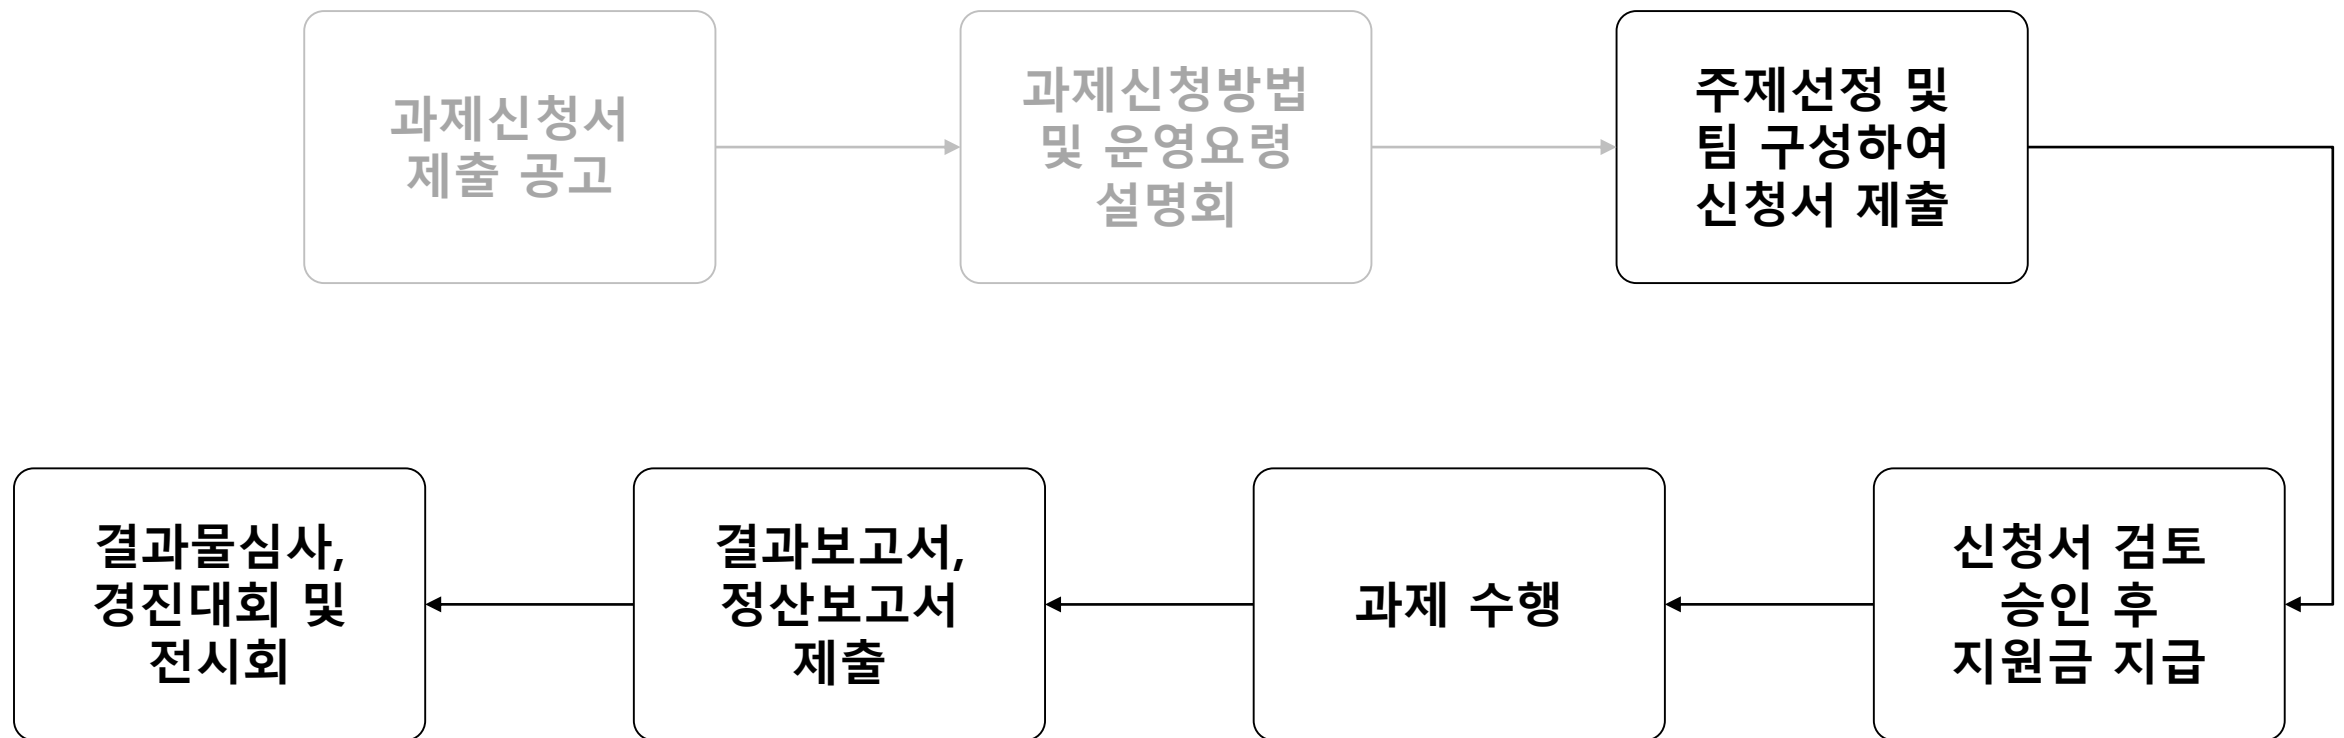 과제신청서
제출 공고
과제신청방법
및 운영요령
설명회
주제선정 및
팀 구성하여
신청서 제출
신청서 검토
승인 후
지원금 지급
과제 수행
결과보고서,
정산보고서
제출
결과물심사,
경진대회 및
전시회